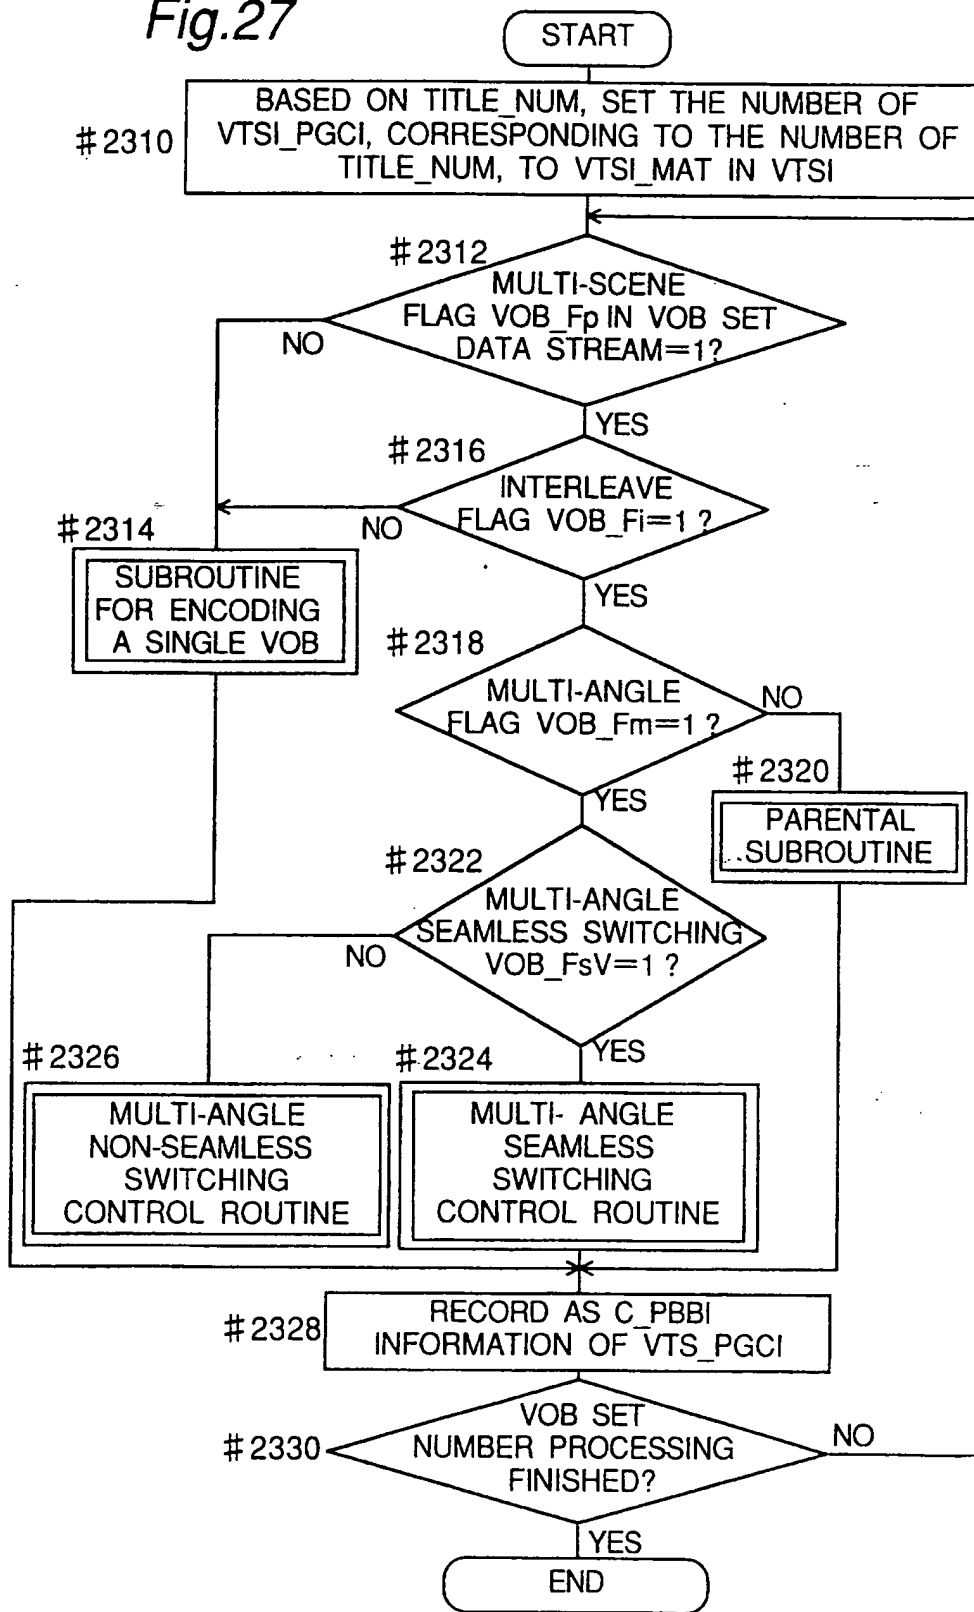 Fig.27
START
#2310
BASED ON TITLE_NUM, SET THE NUMBER OF
VTSI_PGCI, CORRESPONDING TO THE NUMBER OF
TITLE_NUM, TO VTSI_MAT IN VTSI
#2312
MULTI-SCENE
FLAG VOB_Fp IN VOB SET
DATA STREAM=1?
NO
YES
#2316
INTERLEAVE
FLAG VOB_Fi=1?
NO
YES
#2314
SUBROUTINE
FOR ENCODING
A SINGLE VOB
#2318
MULTI-ANGLE
FLAG VOB_Fm=1?
NO
YES
#2320
PARENTAL
SUBROUTINE
#2322
MULTI-ANGLE
SEAMLESS SWITCHING
VOB_FsV=1?
NO
YES
#2326
MULTI-ANGLE
NON-SEAMLESS
SWITCHING
CONTROL ROUTINE
#2324
MULTI- ANGLE
SEAMLESS
SWITCHING
CONTROL ROUTINE
#2328
RECORD AS C_PBBI
INFORMATION OF VTS_PGCI
#2330
VOB SET
NUMBER PROCESSING
FINISHED?
NO
YES
END